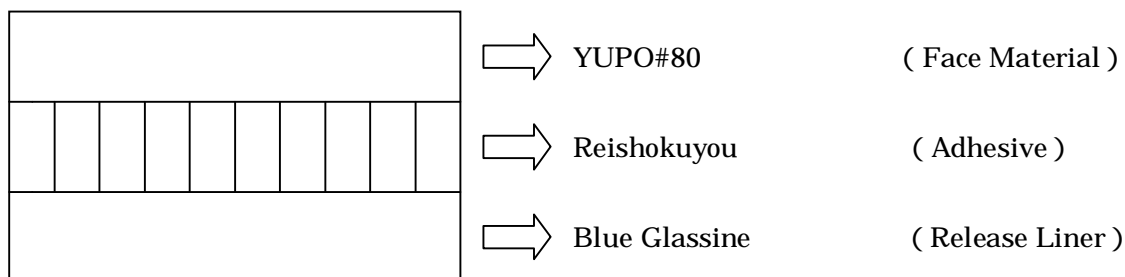 YUPO#80 ( Face Material )
Reishokuyou ( Adhesive )
Blue Glassine ( Release Liner )